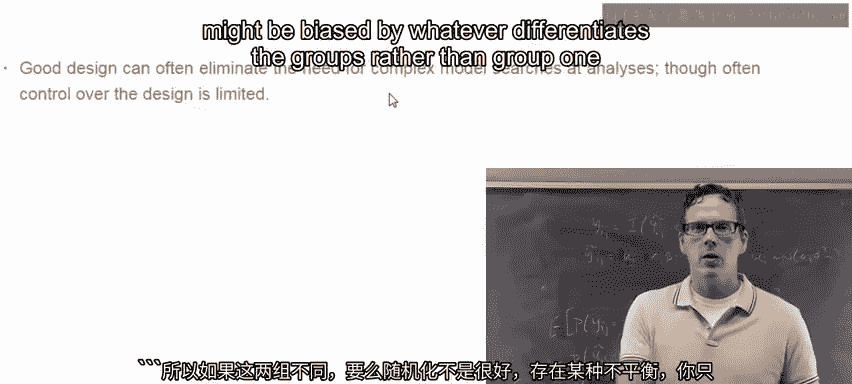 might be biased by whatever differentiates
the groups rather than group one
· Good design can often eliminate the need for complex model searches at analyses; though often
control over the design is limited.
```所以如果这两组不同，要么随机化不是很好，存在某种不平衡，你只